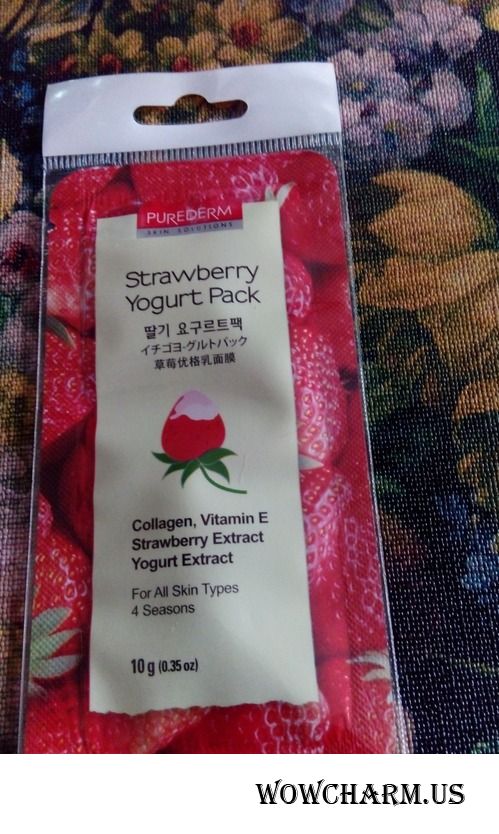 PUREDERM
SKIN SOLUTIONS
Strawberry
Yogurt Pack
딸기 요구르트팩
イチゴヨ-グルトパック
草莓优格乳面膜
Collagen, Vitamin E
Strawberry Extract
Yogurt Extract
For All Skin Types
4 Seasons
10 g (0.35 oz)
WOWCHARM.US